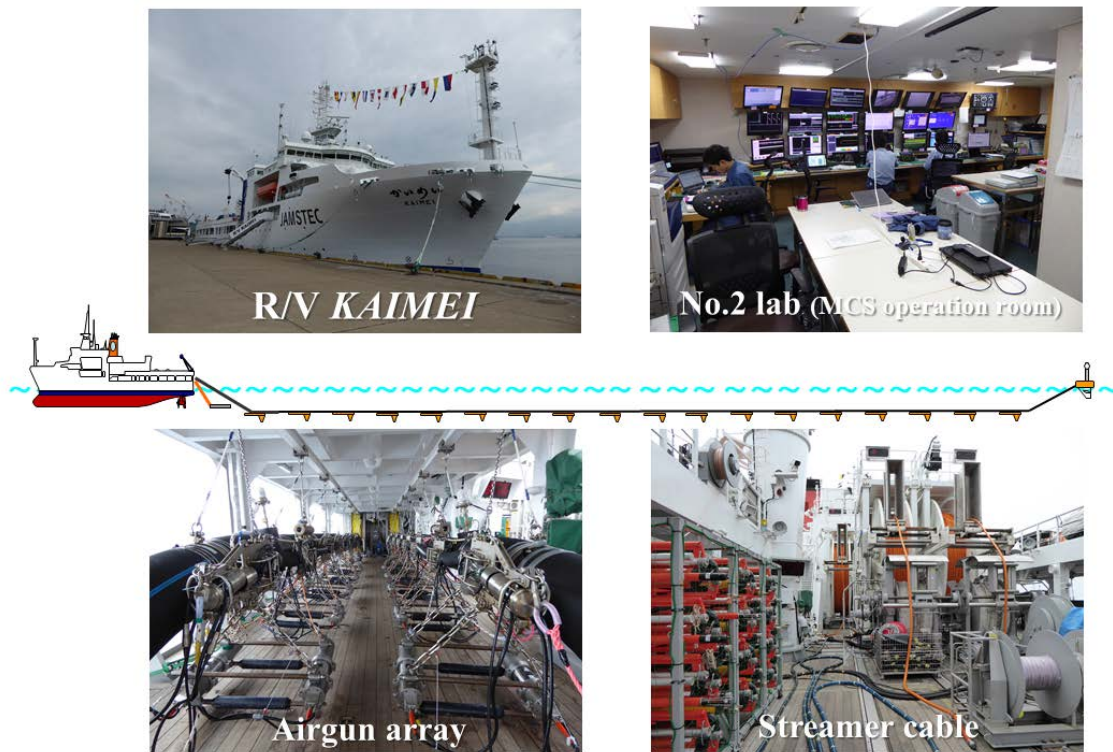 かいめい
KAIMEI
JAMSTEC
R/V KAIMEI
No.2 lab (MCS operation room)
Airgun array
Streamer cable